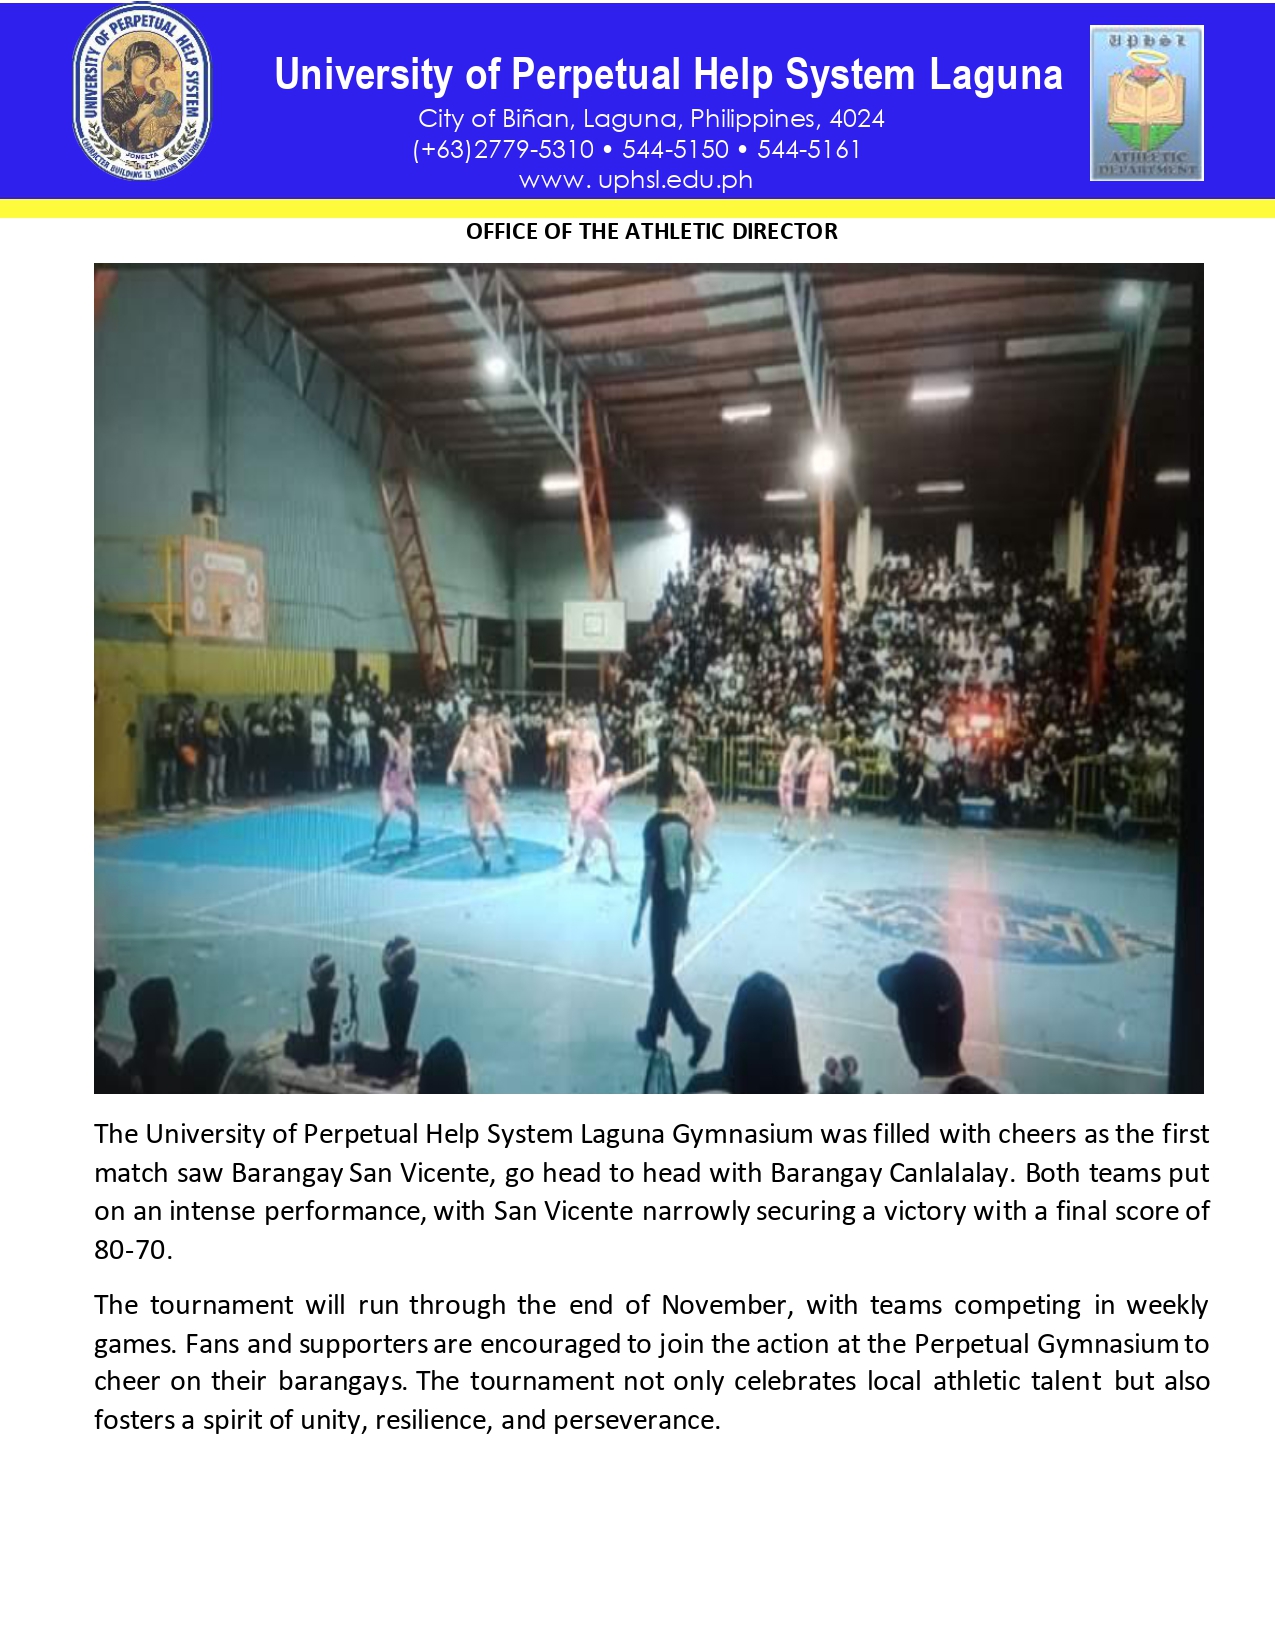 UNIVERSITY OF PERPETUAL HELP SYSTEM
JONELTA
CHARACTER BUILDING IS NATION BUILDING
University of Perpetual Help System Laguna
City of Biñan, Laguna, Philippines, 4024
(+63)2779-5310 • 544-5150 • 544-5161
www. uphsl.edu.ph
UPHSL
ATHLETIC
DEPARTMENT
OFFICE OF THE ATHLETIC DIRECTOR
The University of Perpetual Help System Laguna Gymnasium was filled with cheers as the first
match saw Barangay San Vicente, go head to head with Barangay Canlalalay. Both teams put
on an intense performance, with San Vicente narrowly securing a victory with a final score of
80-70.
The tournament will run through the end of November, with teams competing in weekly
games. Fans and supporters are encouraged to join the action at the Perpetual Gymnasium to
cheer on their barangays. The tournament not only celebrates local athletic talent but also
fosters a spirit of unity, resilience, and perseverance.